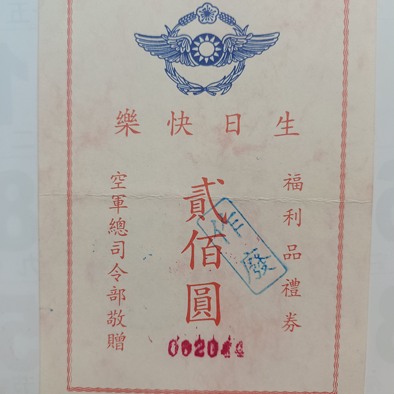 生日快樂
福利品禮券
貳佰圓
空軍總司令部敬贈
作廢